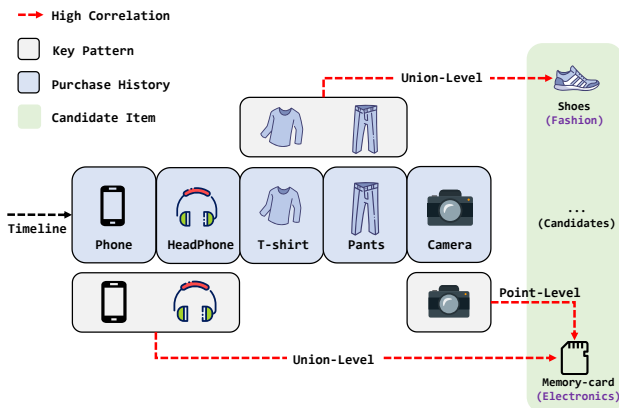 High Correlation
Key Pattern
Purchase History
Candidate Item
Union-Level
Shoes
(Fashion)
Timeline
Phone
HeadPhone
T-shirt
Pants
Camera
...
(Candidates)
Point-Level
Union-Level
Memory-card
(Electronics)